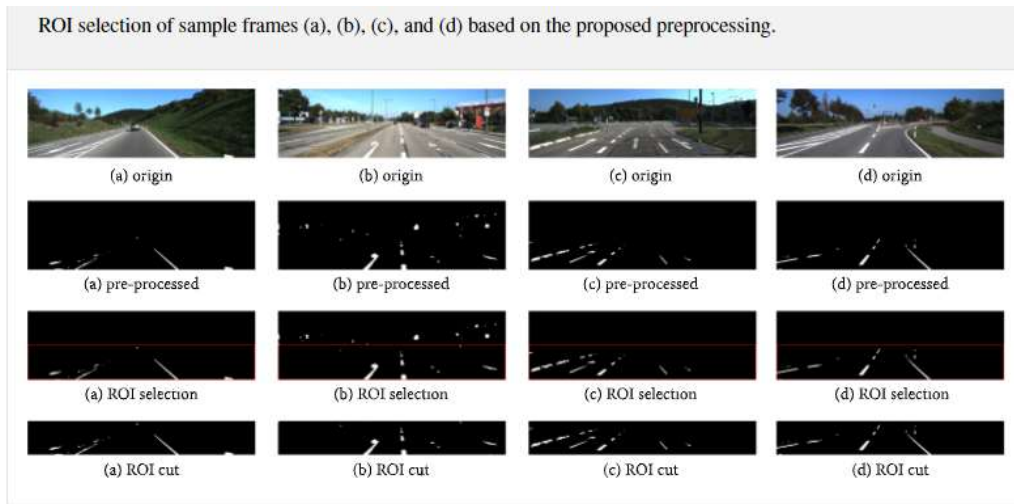 ROI selection of sample frames (a), (b), (c), and (d) based on the proposed preprocessing.
(a) origin
(b) origin
(c) origin
(d) origin
(a) pre-processed
(b) pre-processed
(c) pre-processed
(d) pre-processed
(a) ROI selection
(b) ROI selection
(c) ROI selection
(d) ROI selection
(a) ROI cut
(b) ROI cut
(c) ROI cut
(d) ROI cut